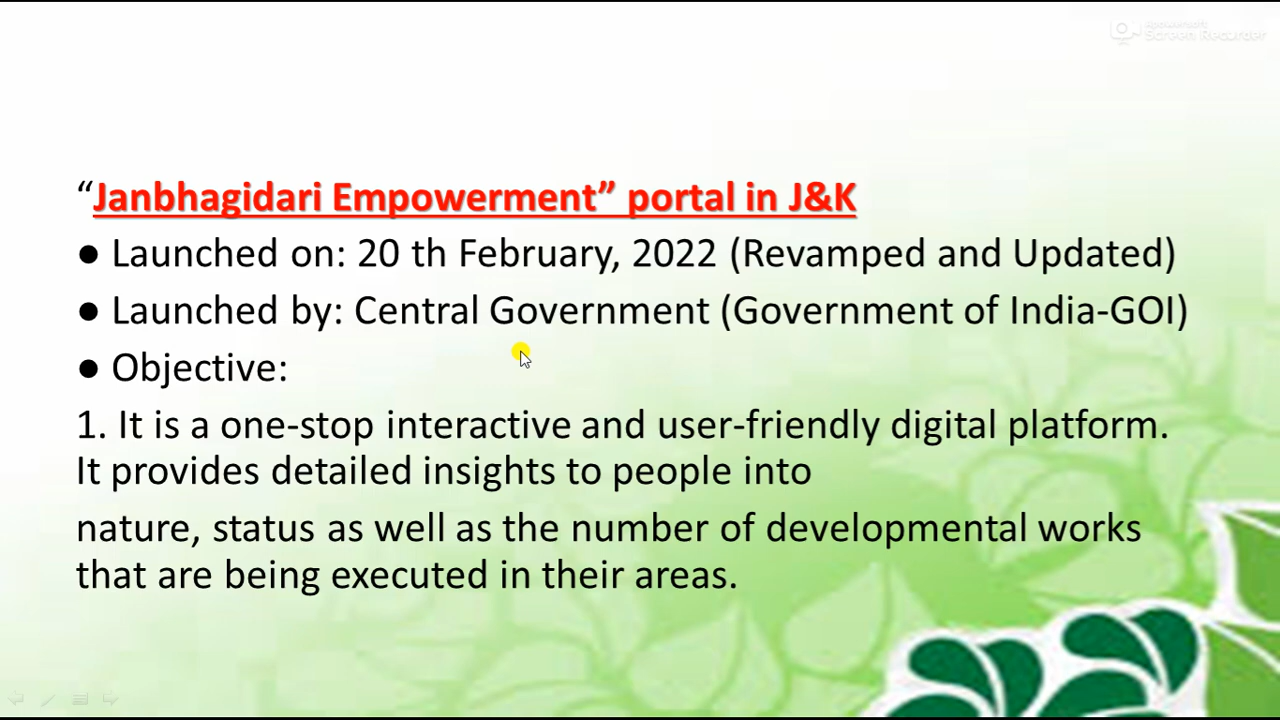 Apowersoft
Screen Recorder
“Janbhagidari Empowerment” portal in J&K
● Launched on: 20 th February, 2022 (Revamped and Updated)
● Launched by: Central Government (Government of India-GOI)
● Objective:
1. It is a one-stop interactive and user-friendly digital platform.
It provides detailed insights to people into
nature, status as well as the number of developmental works
that are being executed in their areas.